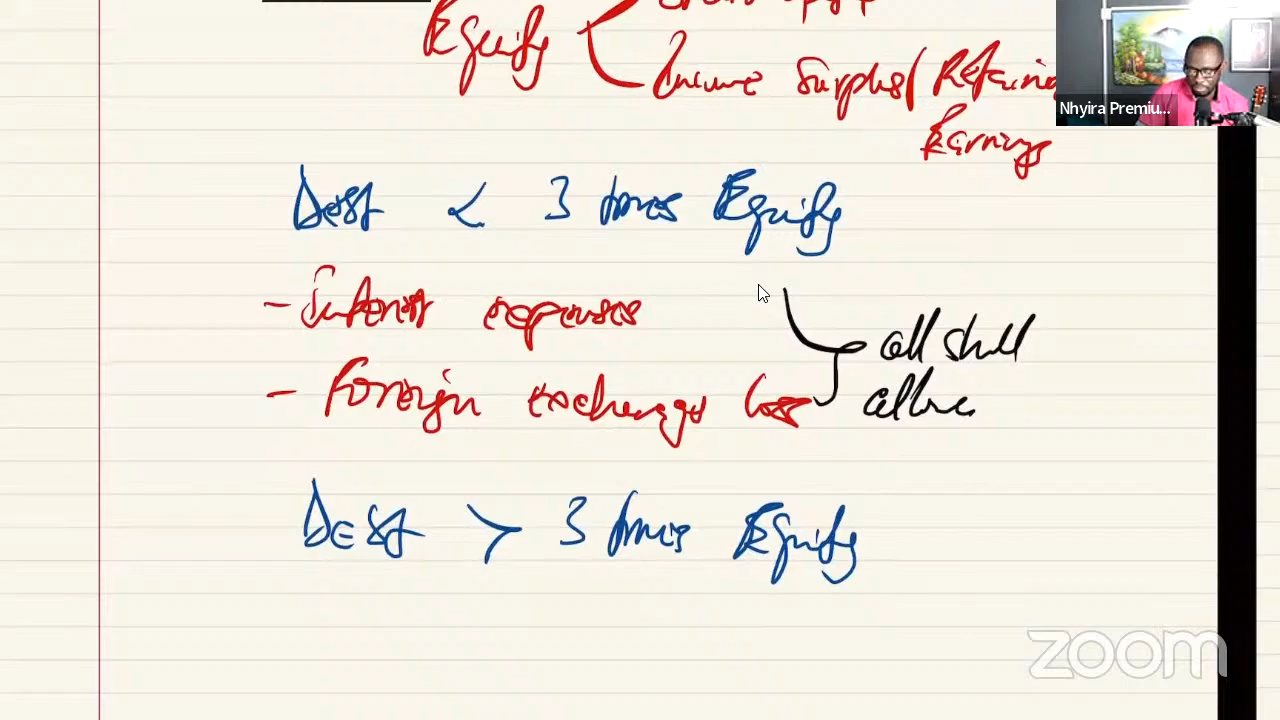 Equity
Income Surplus/ Retained
Earnings
Nhyira Premiu...
Debt < 3 times Equity
- Interest expenses
- Foreign exchange loss
all shall
allow
Debt > 3 times Equity
zoom